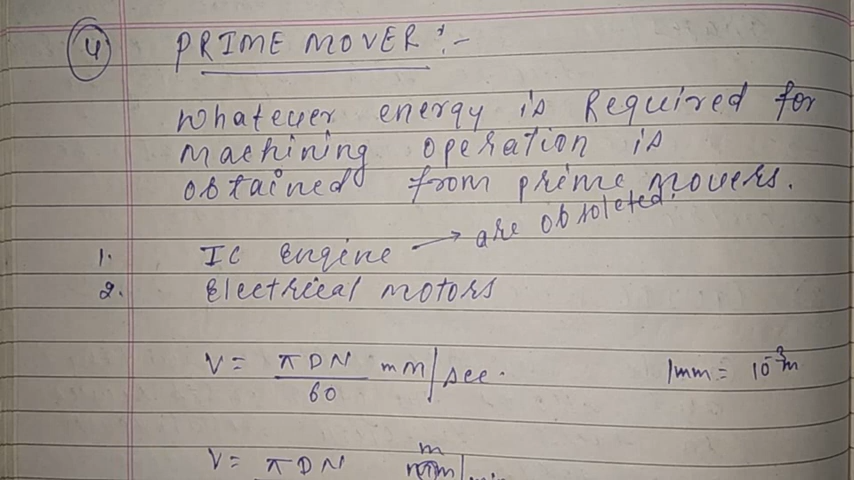 4 PRIME MOVER :-
Whatever energy is Required for
Machining operation is
obtained from prime movers.
1. IC engine → are obsoleted.
2. Electrical motors
V = πDN/60 mm/sec. 1mm = 10⁻³m
V = πDN m